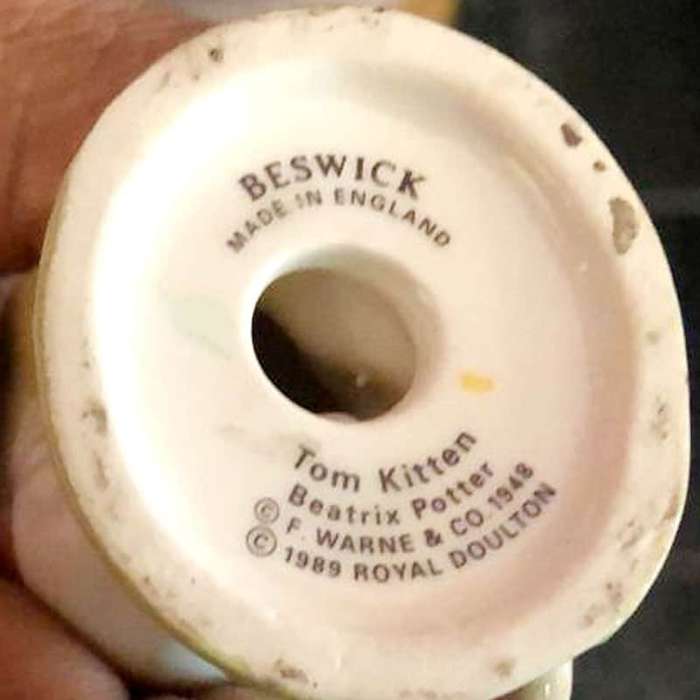 BESWICK
MADE IN ENGLAND
Tom Kitten
Beatrix Potter
© F. WARNE & CO. 1948
© 1989 ROYAL DOULTON